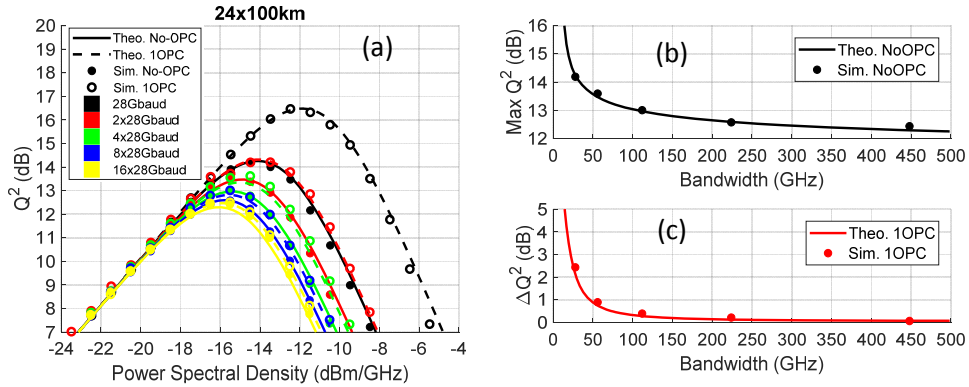 24x100km
Theo. No-OPC
Theo. 1OPC
Sim. No-OPC
Sim. 1OPC
28Gbaud
2x28Gbaud
4x28Gbaud
8x28Gbaud
16x28Gbaud
(a)
20
19
18
17
16
15
14
13
12
11
10
9
8
7
Q² (dB)
-24 -22 -20 -18 -16 -14 -12 -10 -8 -6 -4
Power Spectral Density (dBm/GHz)
(b)
Theo. NoOPC
Sim. NoOPC
16
15
14
13
12
Max Q² (dB)
0 50 100 150 200 250 300 350 400 450 500
Bandwidth (GHz)
(c)
Theo. 1OPC
Sim. 1OPC
5
4
3
2
1
0
ΔQ² (dB)
0 50 100 150 200 250 300 350 400 450 500
Bandwidth (GHz)